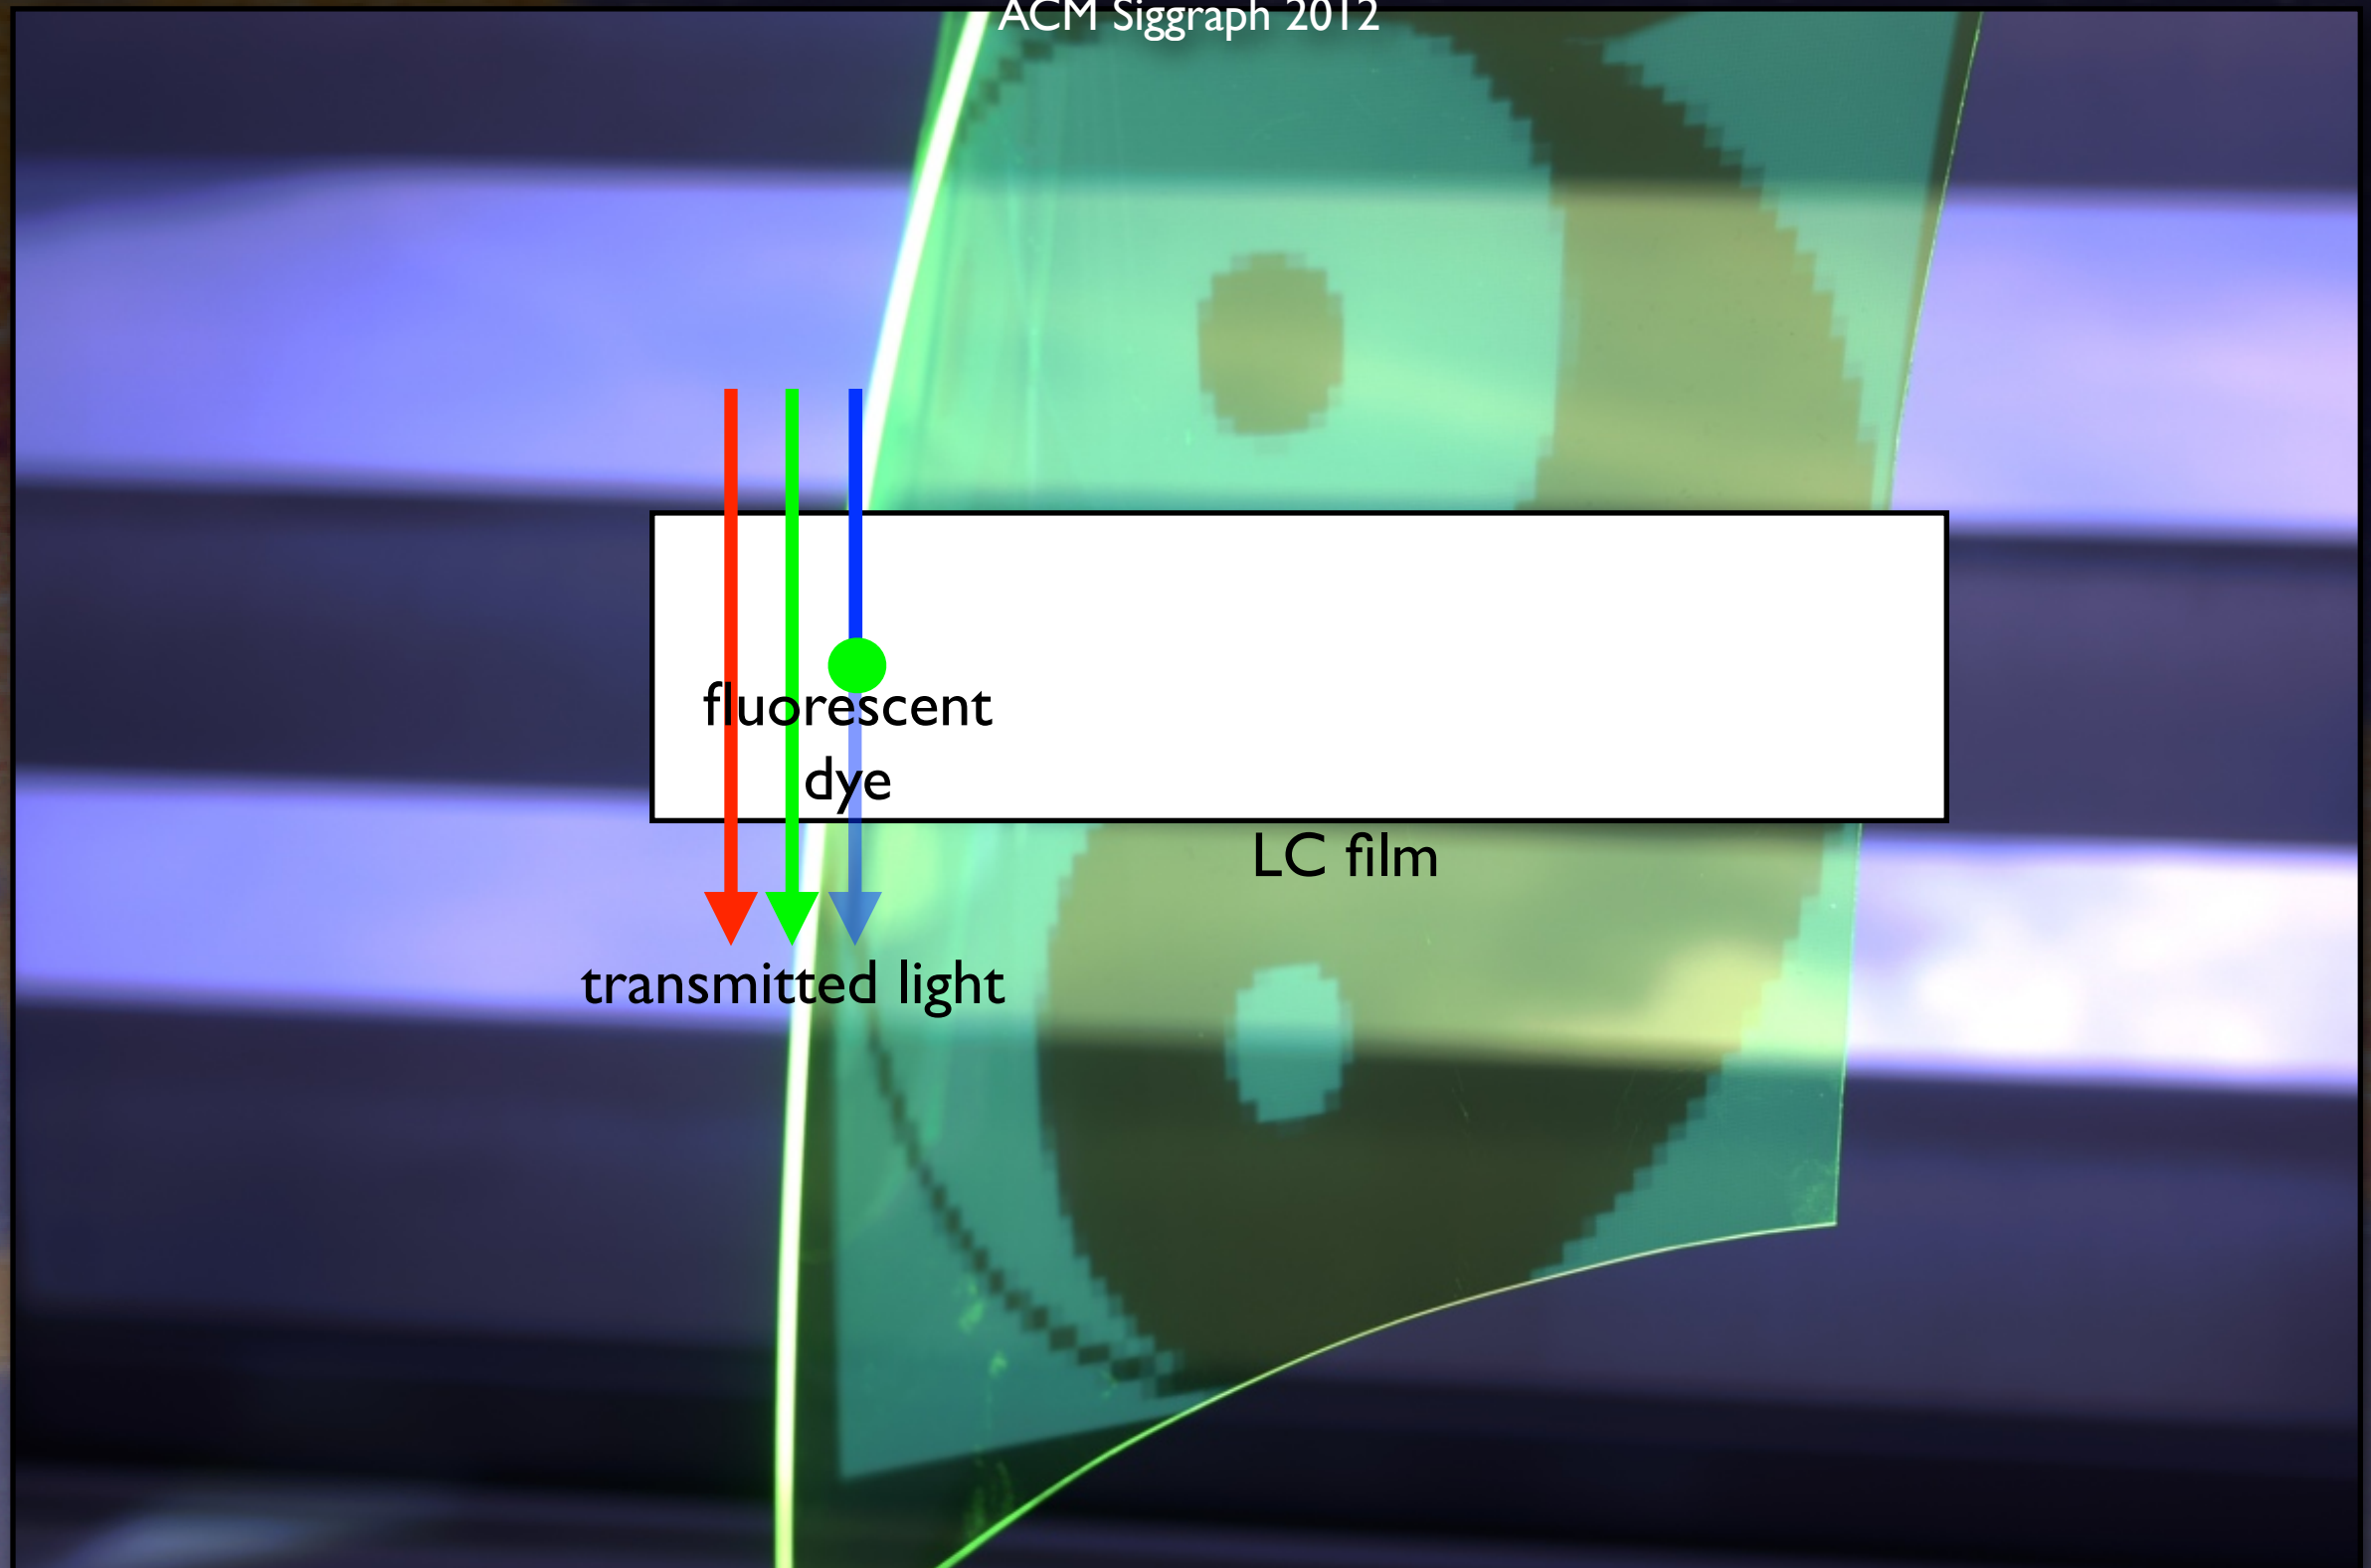 ACM Siggraph 2012
fluorescent
dye
LC film
transmitted light